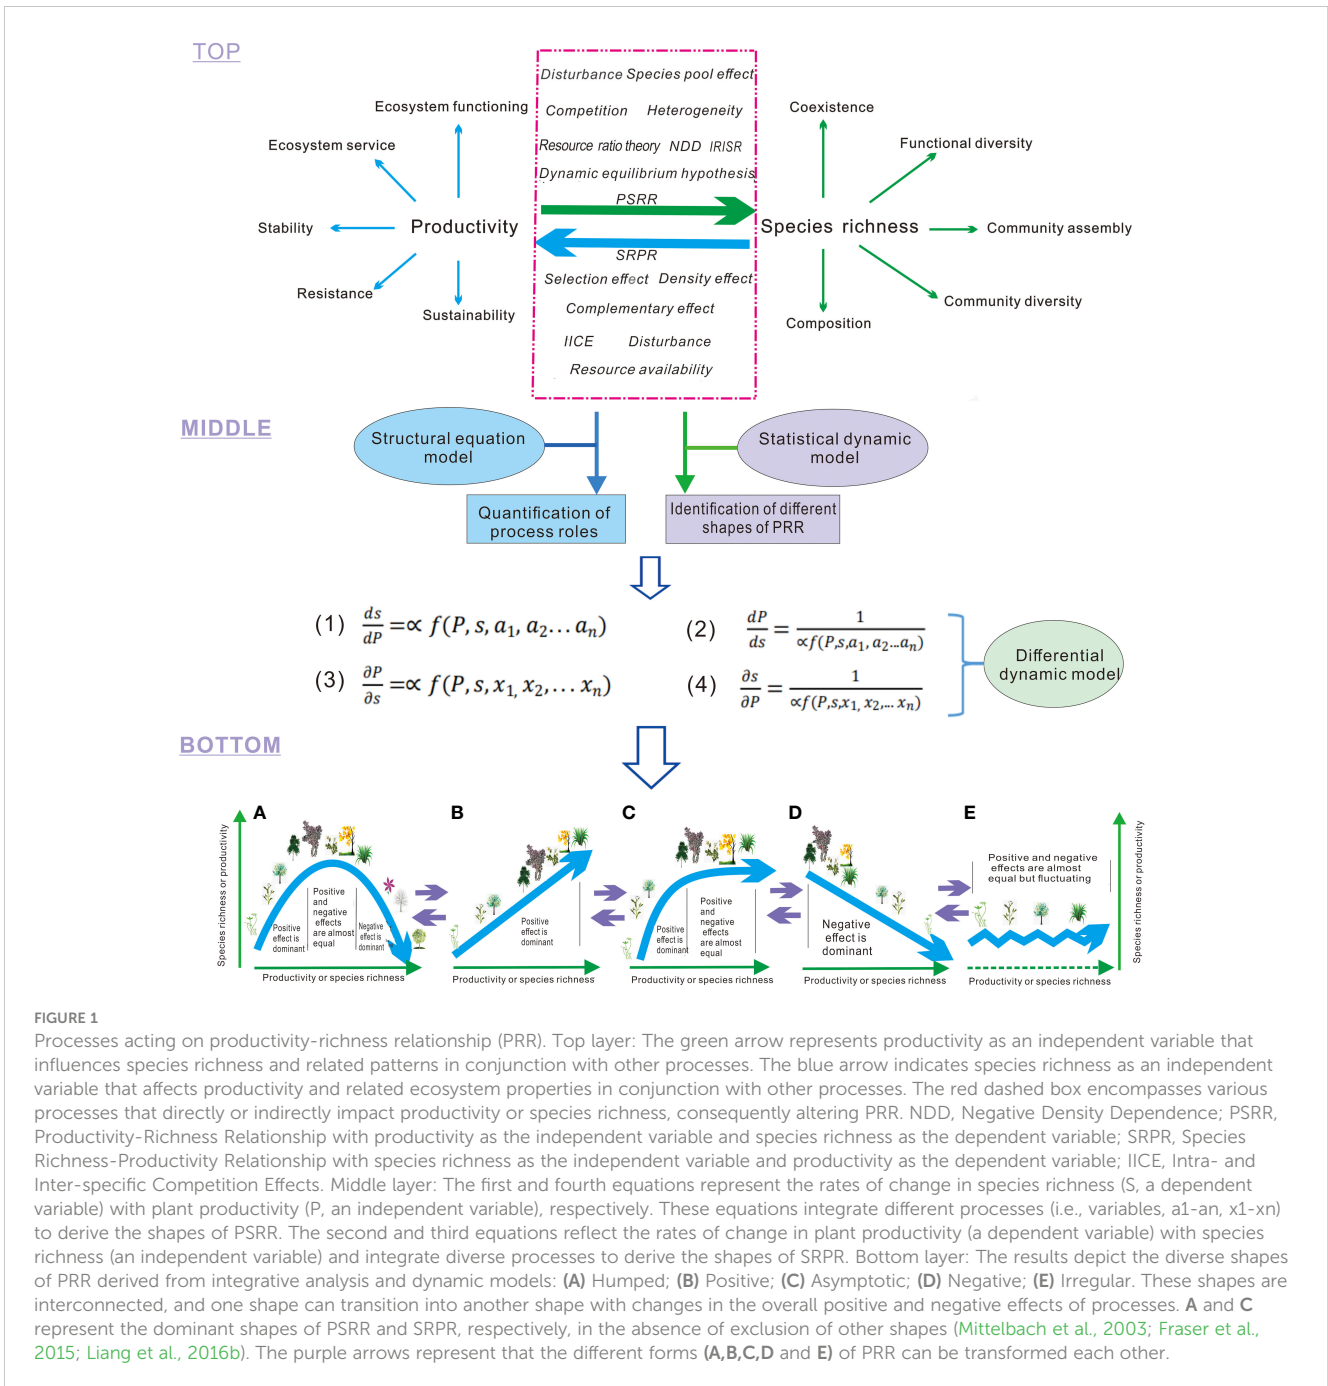 TOP
Disturbance Species pool effect
Ecosystem functioning
Competition Heterogeneity
Coexistence
Ecosystem service
Resource ratio theory NDD IRISR
Functional diversity
Dynamic equilibrium hypothesis
PSRR
Stability
Productivity
Species richness
Community assembly
SRPR
Resistance
Selection effect Density effect
Community diversity
Sustainability
Complementary effect
Composition
IICE Disturbance
Resource availability
MIDDLE
Structural equation
model
Statistical dynamic
model
Quantification of
process roles
Identification of different
shapes of PRR
(1) ds/dP =∝ f(P, s, a₁, a₂… aₙ)
(2) dP/ds = 1/∝f(P,s,a₁, a₂…aₙ)
(3) ∂P/∂s =∝ f(P, s, x₁, x₂, … xₙ)
(4) ∂s/∂P = 1/∝f(P,s,x₁, x₂,… xₙ)
Differential
dynamic model
BOTTOM
A
B
C
D
E
Species richness or productivity
Positive
effect is
dominant
Positive
and
negative
effects
are almost
equal
Negative
effect is
dominant
Productivity or species richness
Positive
effect is
dominant
Productivity or species richness
Positive
effect is
dominant
Positive
and
negative
effects
are almost
equal
Productivity or species richness
Negative
effect is
dominant
Productivity or species richness
Positive and negative
effects are almost
equal but fluctuating
Productivity or species richness
Species richness or productivity
FIGURE 1
Processes acting on productivity-richness relationship (PRR). Top layer: The green arrow represents productivity as an independent variable that
influences species richness and related patterns in conjunction with other processes. The blue arrow indicates species richness as an independent
variable that affects productivity and related ecosystem properties in conjunction with other processes. The red dashed box encompasses various
processes that directly or indirectly impact productivity or species richness, consequently altering PRR. NDD, Negative Density Dependence; PSRR,
Productivity-Richness Relationship with productivity as the independent variable and species richness as the dependent variable; SRPR, Species
Richness-Productivity Relationship with species richness as the independent variable and productivity as the dependent variable; IICE, Intra- and
Inter-specific Competition Effects. Middle layer: The first and fourth equations represent the rates of change in species richness (S, a dependent
variable) with plant productivity (P, an independent variable), respectively. These equations integrate different processes (i.e., variables, a1-an, x1-xn)
to derive the shapes of PSRR. The second and third equations reflect the rates of change in plant productivity (a dependent variable) with species
richness (an independent variable) and integrate diverse processes to derive the shapes of SRPR. Bottom layer: The results depict the diverse shapes
of PRR derived from integrative analysis and dynamic models: (A) Humped; (B) Positive; (C) Asymptotic; (D) Negative; (E) Irregular. These shapes are
interconnected, and one shape can transition into another shape with changes in the overall positive and negative effects of processes. A and C
represent the dominant shapes of PSRR and SRPR, respectively, in the absence of exclusion of other shapes (Mittelbach et al., 2003; Fraser et al.,
2015; Liang et al., 2016b). The purple arrows represent that the different forms (A,B,C,D and E) of PRR can be transformed each other.